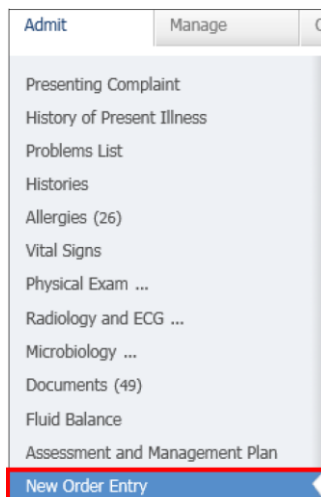 Admit Manage
Presenting Complaint
History of Present Illness
Problems List
Histories
Allergies (26)
Vital Signs
Physical Exam ...
Radiology and ECG ...
Microbiology ...
Documents (49)
Fluid Balance
Assessment and Management Plan
New Order Entry